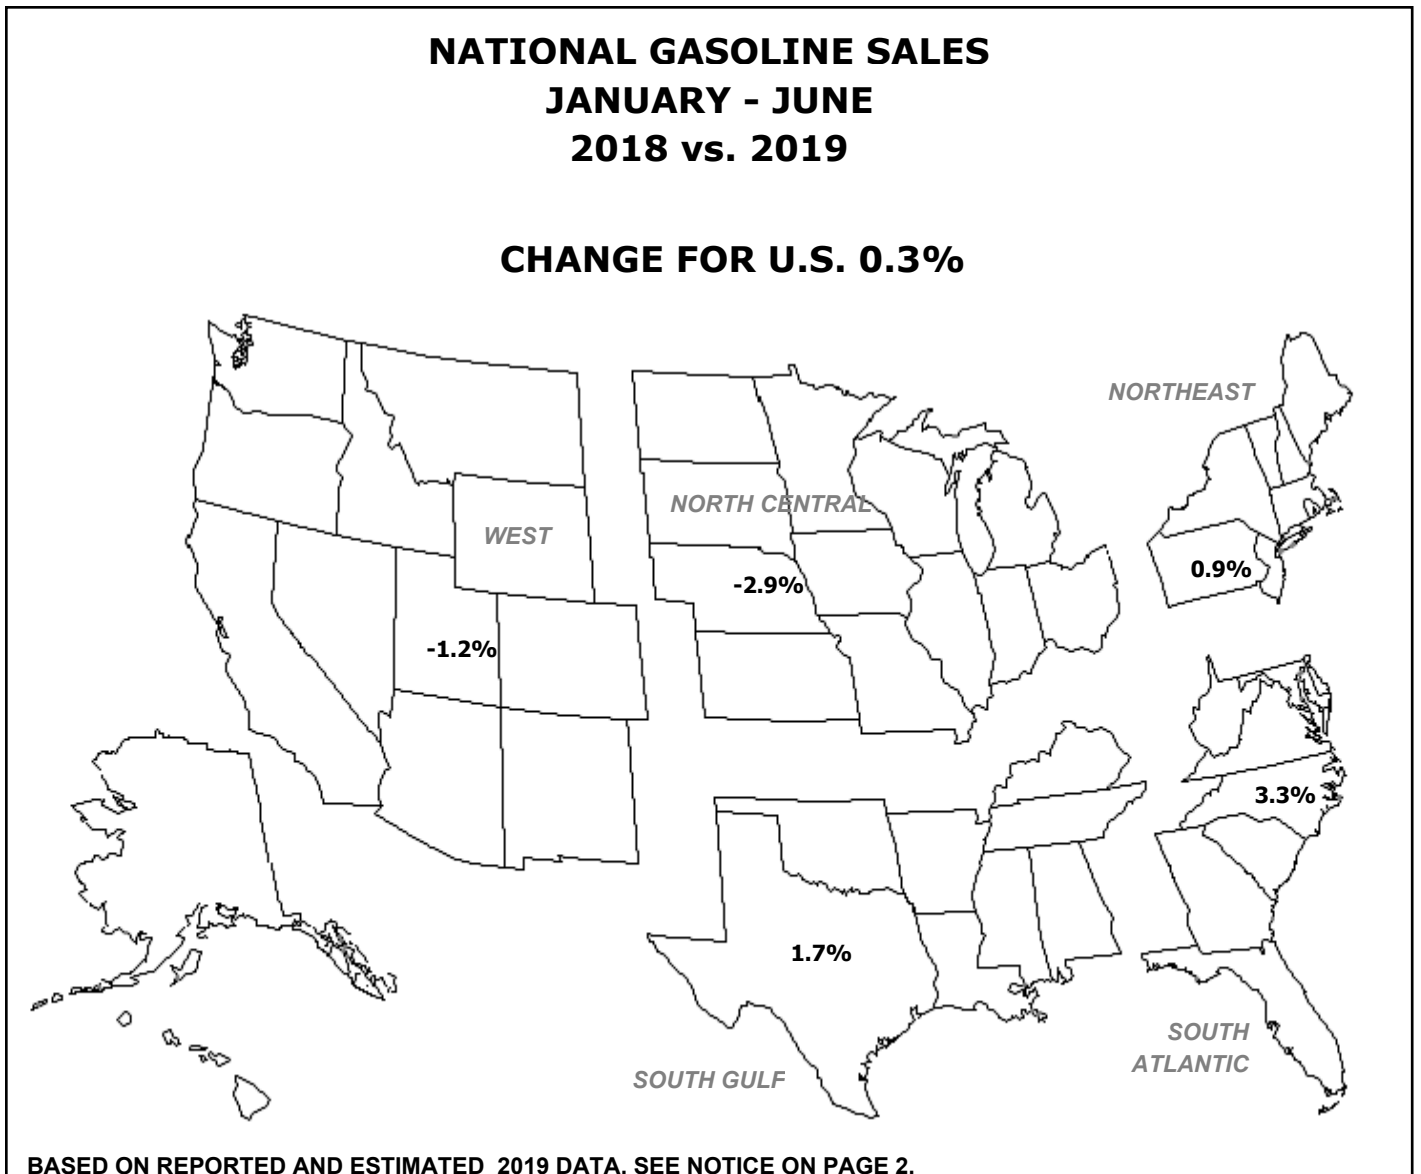 NATIONAL GASOLINE SALES
JANUARY - JUNE
2018 vs. 2019
CHANGE FOR U.S. 0.3%
NORTHEAST
NORTH CENTRAL
WEST
0.9%
-2.9%
-1.2%
3.3%
1.7%
SOUTH
ATLANTIC
SOUTH GULF
BASED ON REPORTED AND ESTIMATED 2019 DATA. SEE NOTICE ON PAGE 2.